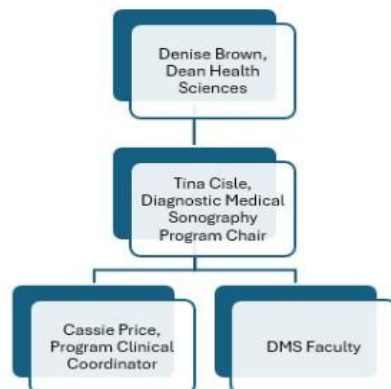 Denise Brown,
Dean Health
Sciences
Tina Cisle,
Diagnostic Medical
Sonography
Program Chair
Cassie Price,
Program Clinical
Coordinator
DMS Faculty